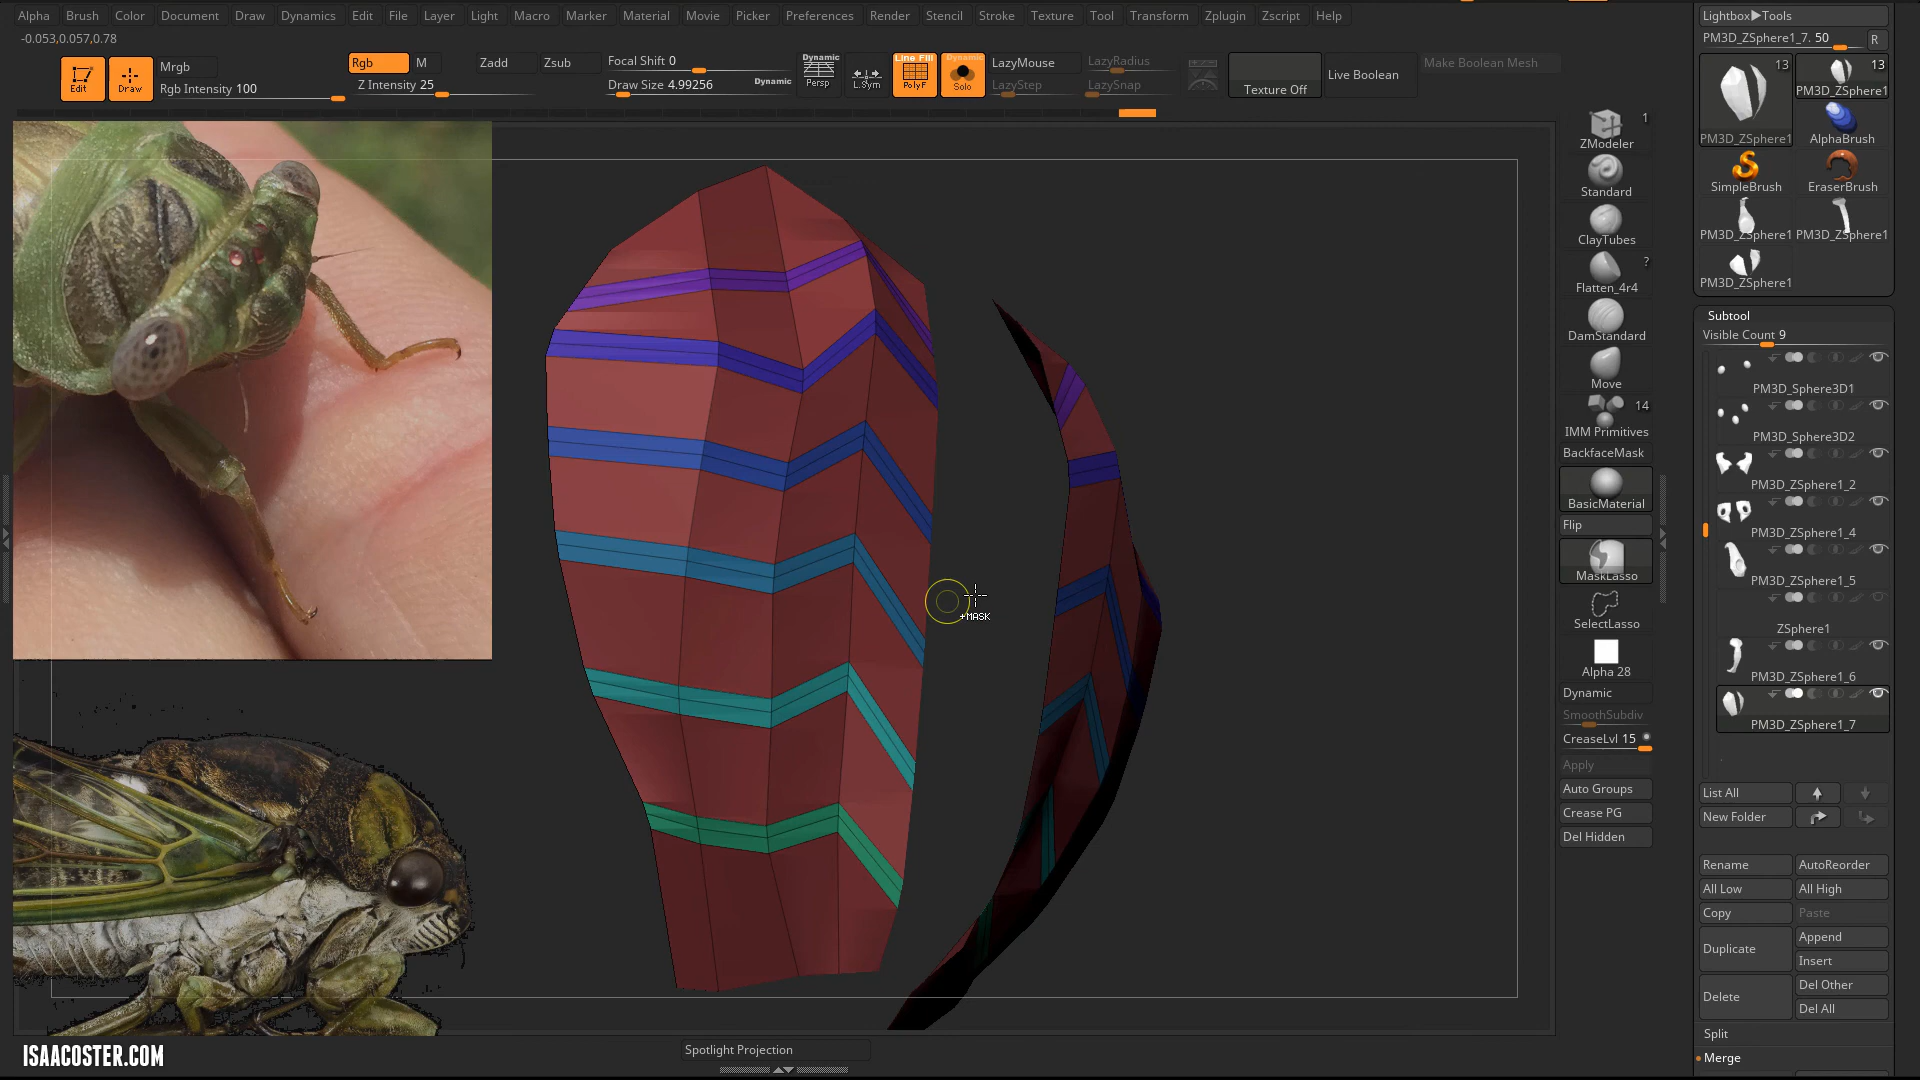 Alpha Brush Color Document Draw Dynamics Edit File Layer Light Macro Marker Material Movie Picker Preferences Render Stencil Stroke Texture Tool Transform Zplugin Zscript Help
-0.053,0.057,0.78
Edit
Draw
Mrgb
Rgb Intensity 100
Rgb M
Zadd
Zsub
Z Intensity 25
Focal Shift 0
Draw Size 4.99256
Dynamic
Dynamic
Persp
L.Sym
Line Fill
PolyF
Dynamic
Solo
LazyMouse
LazyRadius
LazyStep
LazySnap
Texture Off
Live Boolean
Make Boolean Mesh
+MASK
ISAACOSTER.COM
Spotlight Projection
1
ZModeler
Standard
ClayTubes
?
Flatten_4r4
DamStandard
Move
14
IMM Primitives
BackfaceMask
BasicMaterial
Flip
MaskLasso
SelectLasso
Alpha 28
Dynamic
SmoothSubdiv
CreaseLvl 15
Apply
Auto Groups
Crease PG
Del Hidden
Lightbox▶Tools
PM3D_ZSphere1_7. 50
R
13
PM3D_ZSphere1
13
PM3D_ZSphere1
AlphaBrush
SimpleBrush
EraserBrush
PM3D_ZSphere1
PM3D_ZSphere1
PM3D_ZSphere1
Subtool
Visible Count 9
PM3D_Sphere3D1
PM3D_Sphere3D2
PM3D_ZSphere1_2
PM3D_ZSphere1_4
PM3D_ZSphere1_5
ZSphere1
PM3D_ZSphere1_6
PM3D_ZSphere1_7
List All
New Folder
Rename
AutoReorder
All Low
All High
Copy
Paste
Duplicate
Append
Insert
Delete
Del Other
Del All
Split
Merge